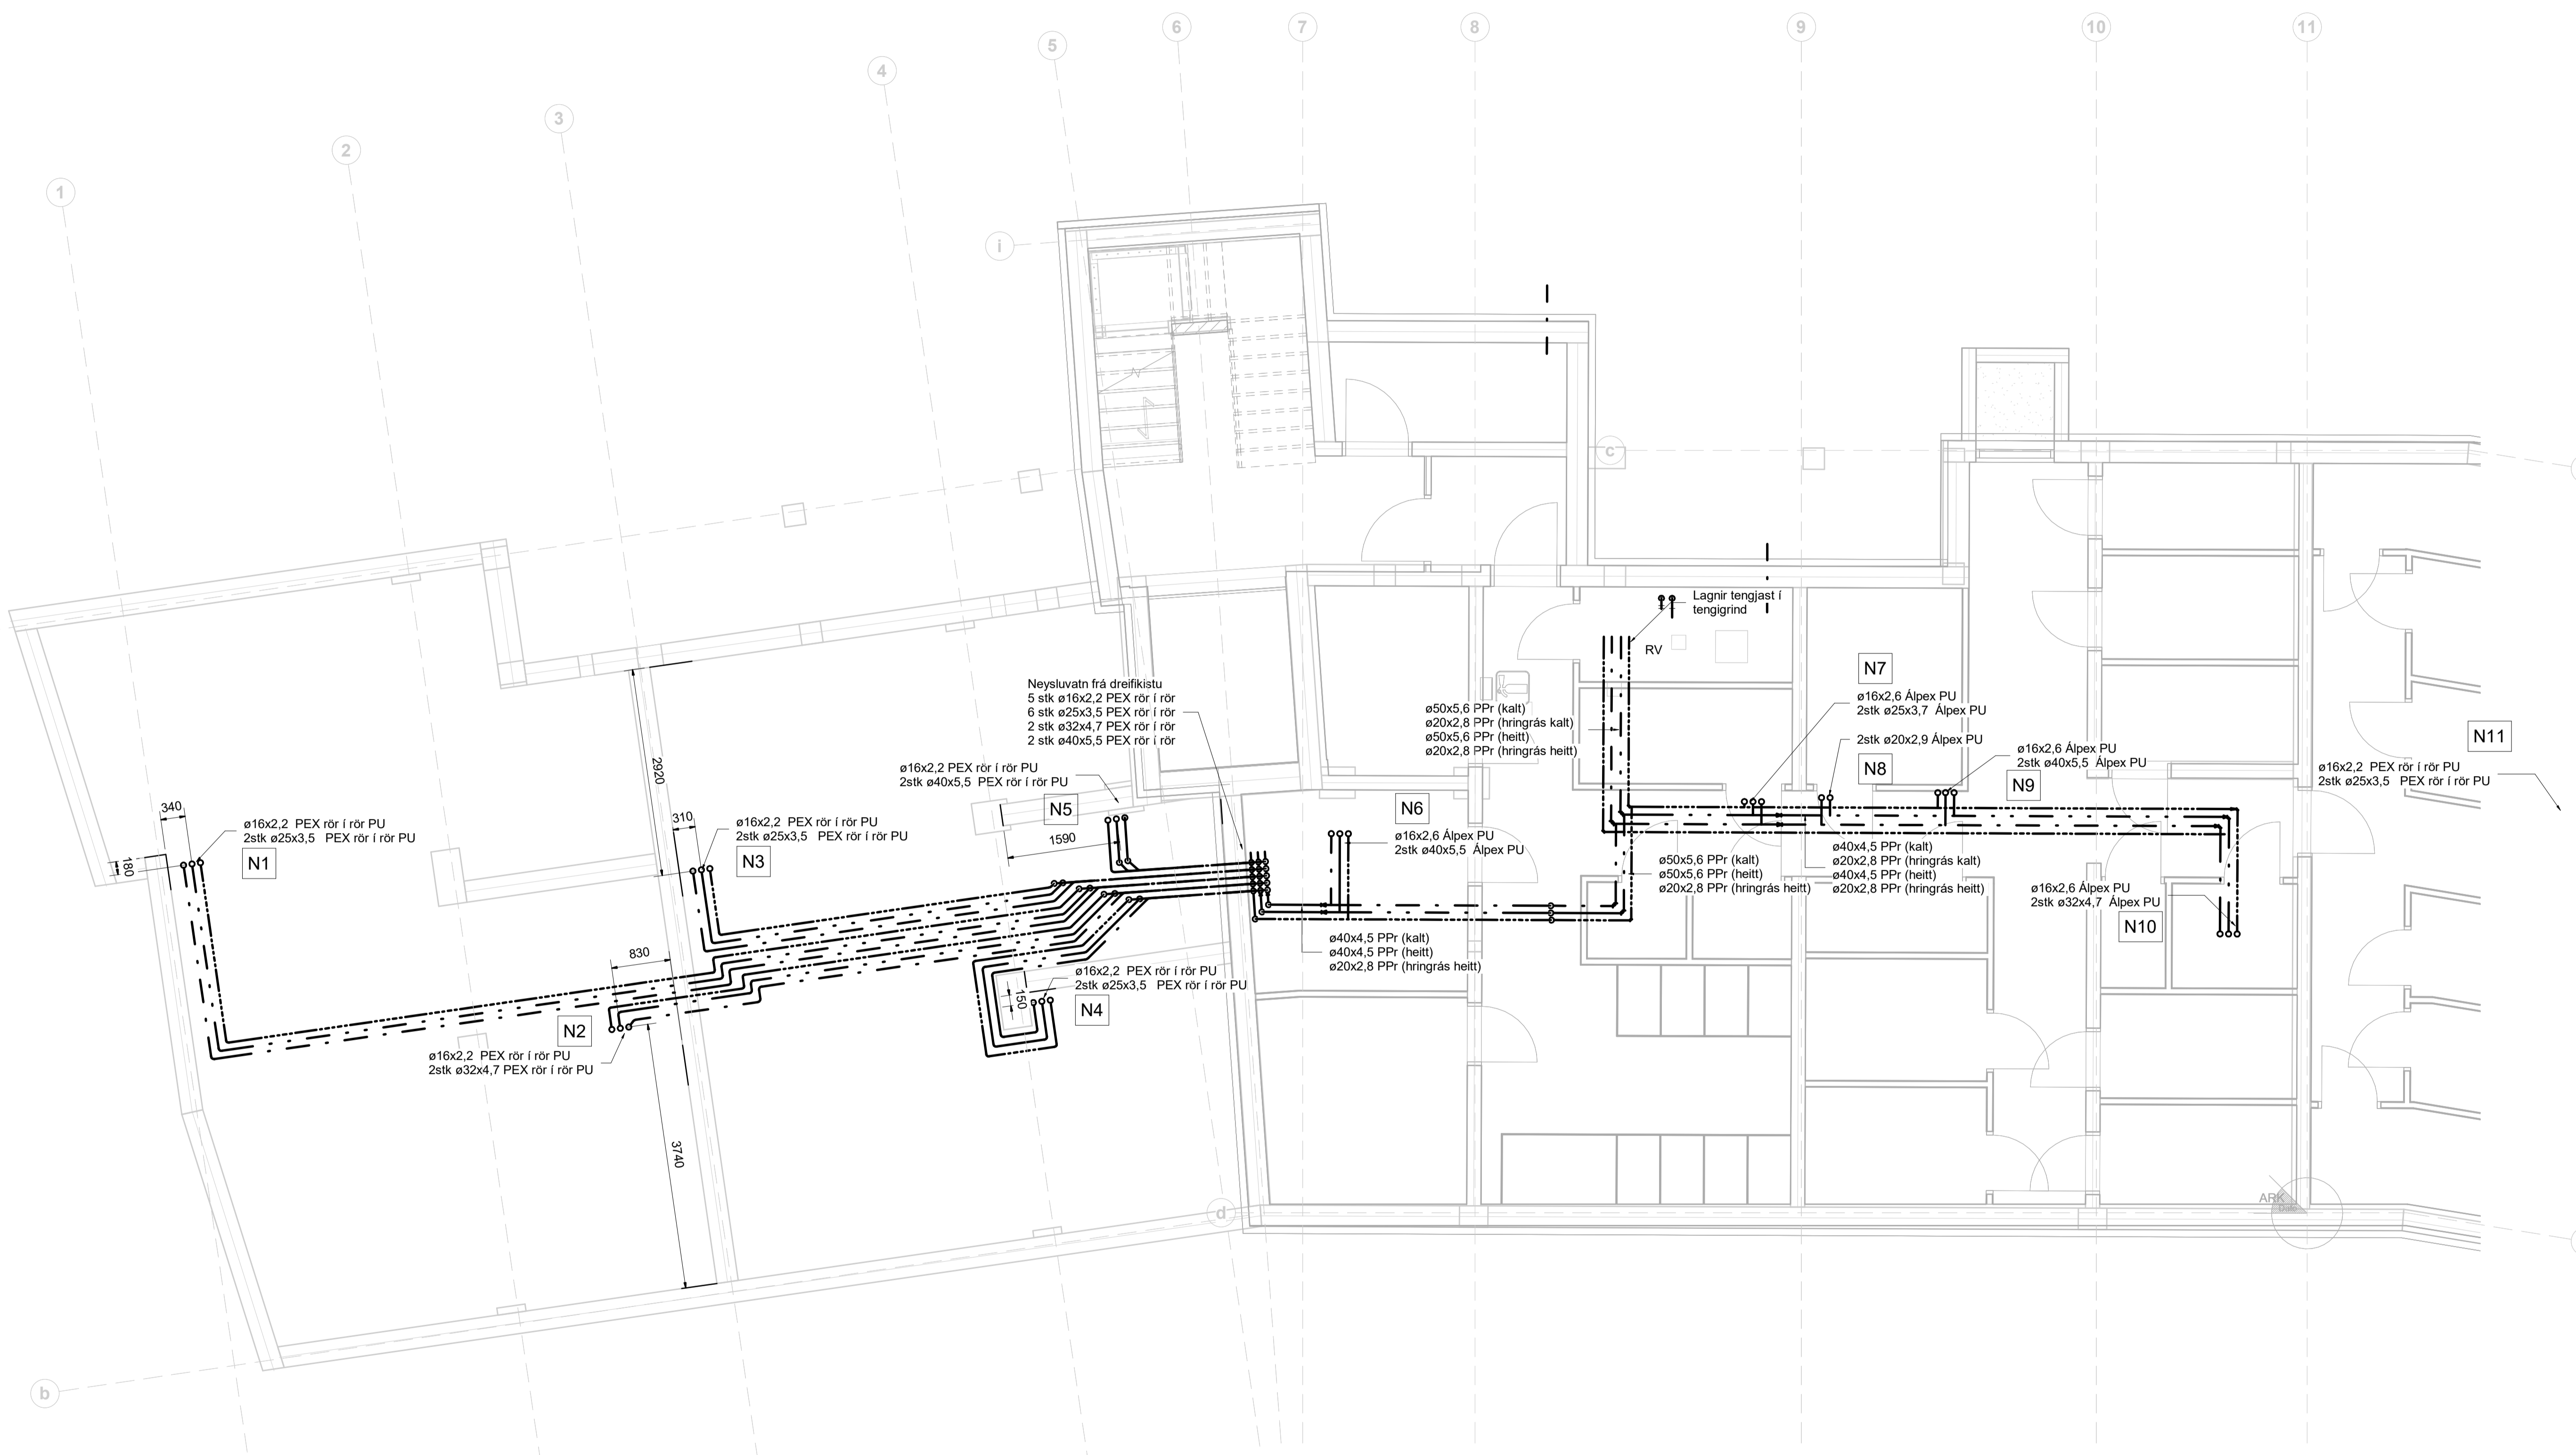 1
2
3
4
5
6
7
8
9
10
11
i
c
d
b
340
180
ø16x2,2 PEX rör í rör PU
2stk ø25x3,5 PEX rör í rör PU
N1
2920
310
ø16x2,2 PEX rör í rör PU
2stk ø25x3,5 PEX rör í rör PU
N3
830
N2
ø16x2,2 PEX rör í rör PU
2stk ø32x4,7 PEX rör í rör PU
3740
Neysluvatn frá dreifikistu
5 stk ø16x2,2 PEX rör í rör
6 stk ø25x3,5 PEX rör í rör
2 stk ø32x4,7 PEX rör í rör
2 stk ø40x5,5 PEX rör í rör
ø16x2,2 PEX rör í rör PU
2stk ø40x5,5 PEX rör í rör PU
N5
1590
ø16x2,2 PEX rör í rör PU
2stk ø25x3,5 PEX rör í rör PU
150
N4
N6
ø16x2,6 Álpex PU
2stk ø40x5,5 Álpex PU
ø40x4,5 PPr (kalt)
ø40x4,5 PPr (heitt)
ø20x2,8 PPr (hringrás heitt)
Lagnir tengjast í
tengigrind
RV
ø50x5,6 PPr (kalt)
ø20x2,8 PPr (hringrás kalt)
ø50x5,6 PPr (heitt)
ø20x2,8 PPr (hringrás heitt)
N7
ø16x2,6 Álpex PU
2stk ø25x3,7 Álpex PU
2stk ø20x2,9 Álpex PU
N8
ø16x2,6 Álpex PU
2stk ø40x5,5 Álpex PU
N9
ø50x5,6 PPr (kalt)
ø50x5,6 PPr (heitt)
ø20x2,8 PPr (hringrás heitt)
ø40x4,5 PPr (kalt)
ø20x2,8 PPr (hringrás kalt)
ø40x4,5 PPr (heitt)
ø20x2,8 PPr (hringrás heitt)
ø16x2,6 Álpex PU
2stk ø32x4,7 Álpex PU
N10
N11
ø16x2,2 PEX rör í rör PU
2stk ø25x3,5 PEX rör í rör PU
ARK